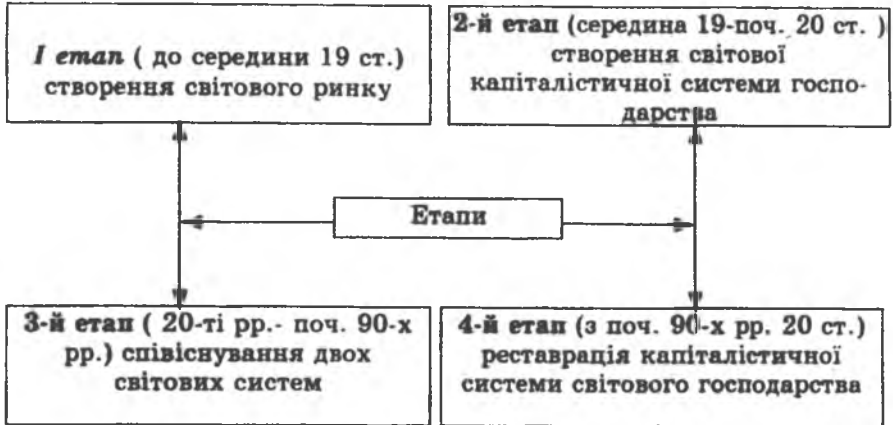 I етап ( до середини 19 ст.)
створення світового ринку
2-й етап (середина 19-поч. 20 ст. )
створення світової
капіталістичної системи госпо-
дарства
Етапи
3-й етап ( 20-ті рр.- поч. 90-х
рр.) співіснування двох
світових систем
4-й етап (з поч. 90-х рр. 20 ст.)
реставрація капіталістичної
системи світового господарства